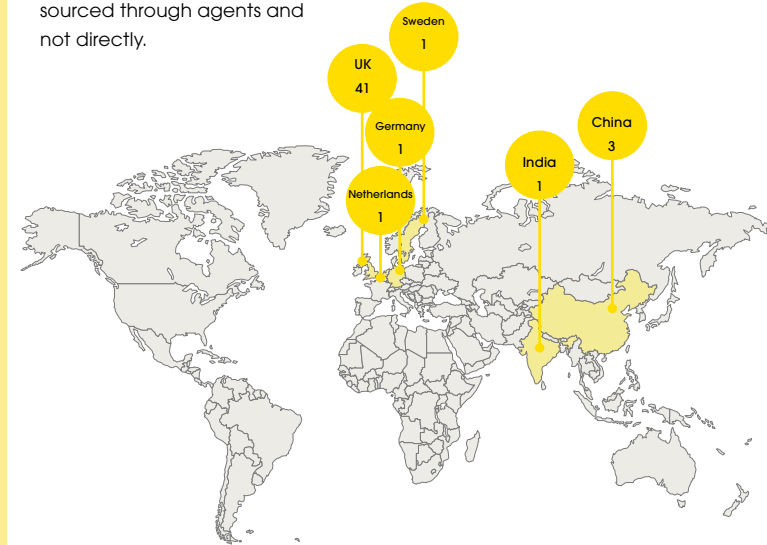 sourced through agents and
not directly.
Sweden
1
UK
41
Germany
1
China
3
India
1
Netherlands
1